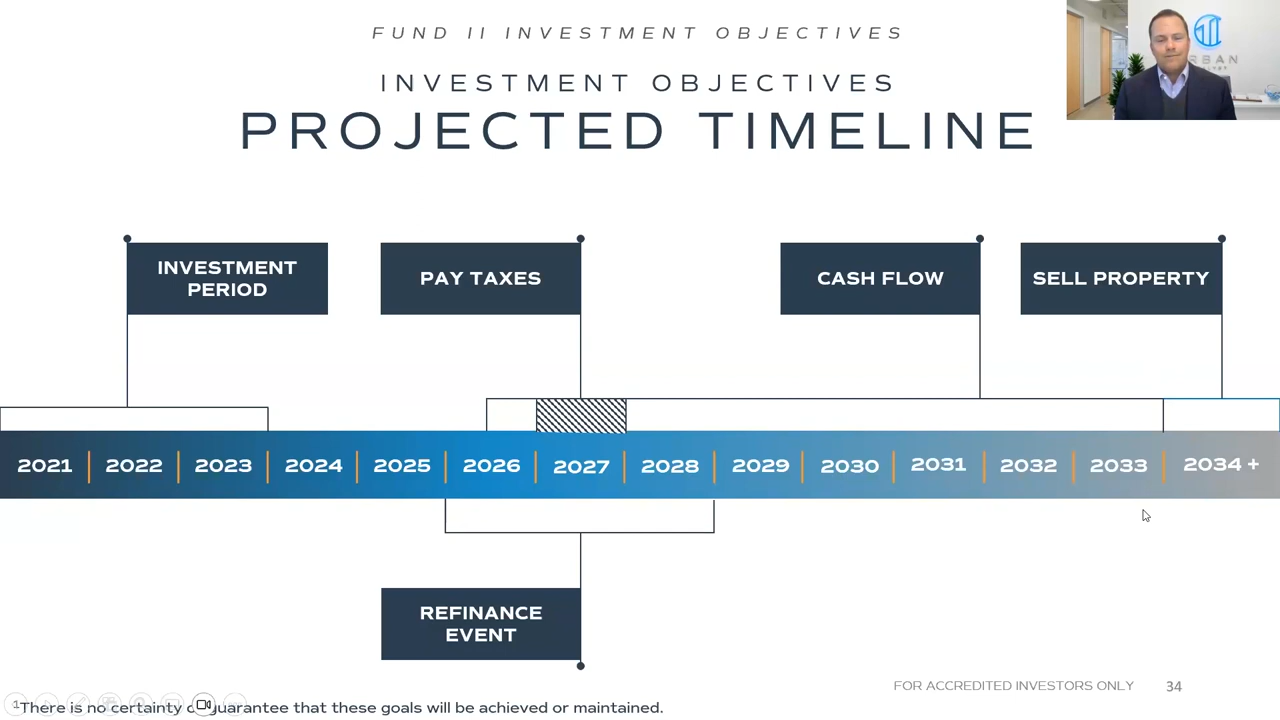 FUND II INVESTMENT OBJECTIVES
INVESTMENT OBJECTIVES
PROJECTED TIMELINE
INVESTMENT
PERIOD
PAY TAXES
CASH FLOW
SELL PROPERTY
2021 2022 2023 2024 2025 2026 2027 2028 2029 2030 2031 2032 2033 2034 +
REFINANCE
EVENT
FOR ACCREDITED INVESTORS ONLY 34
1There is no certainty or guarantee that these goals will be achieved or maintained.